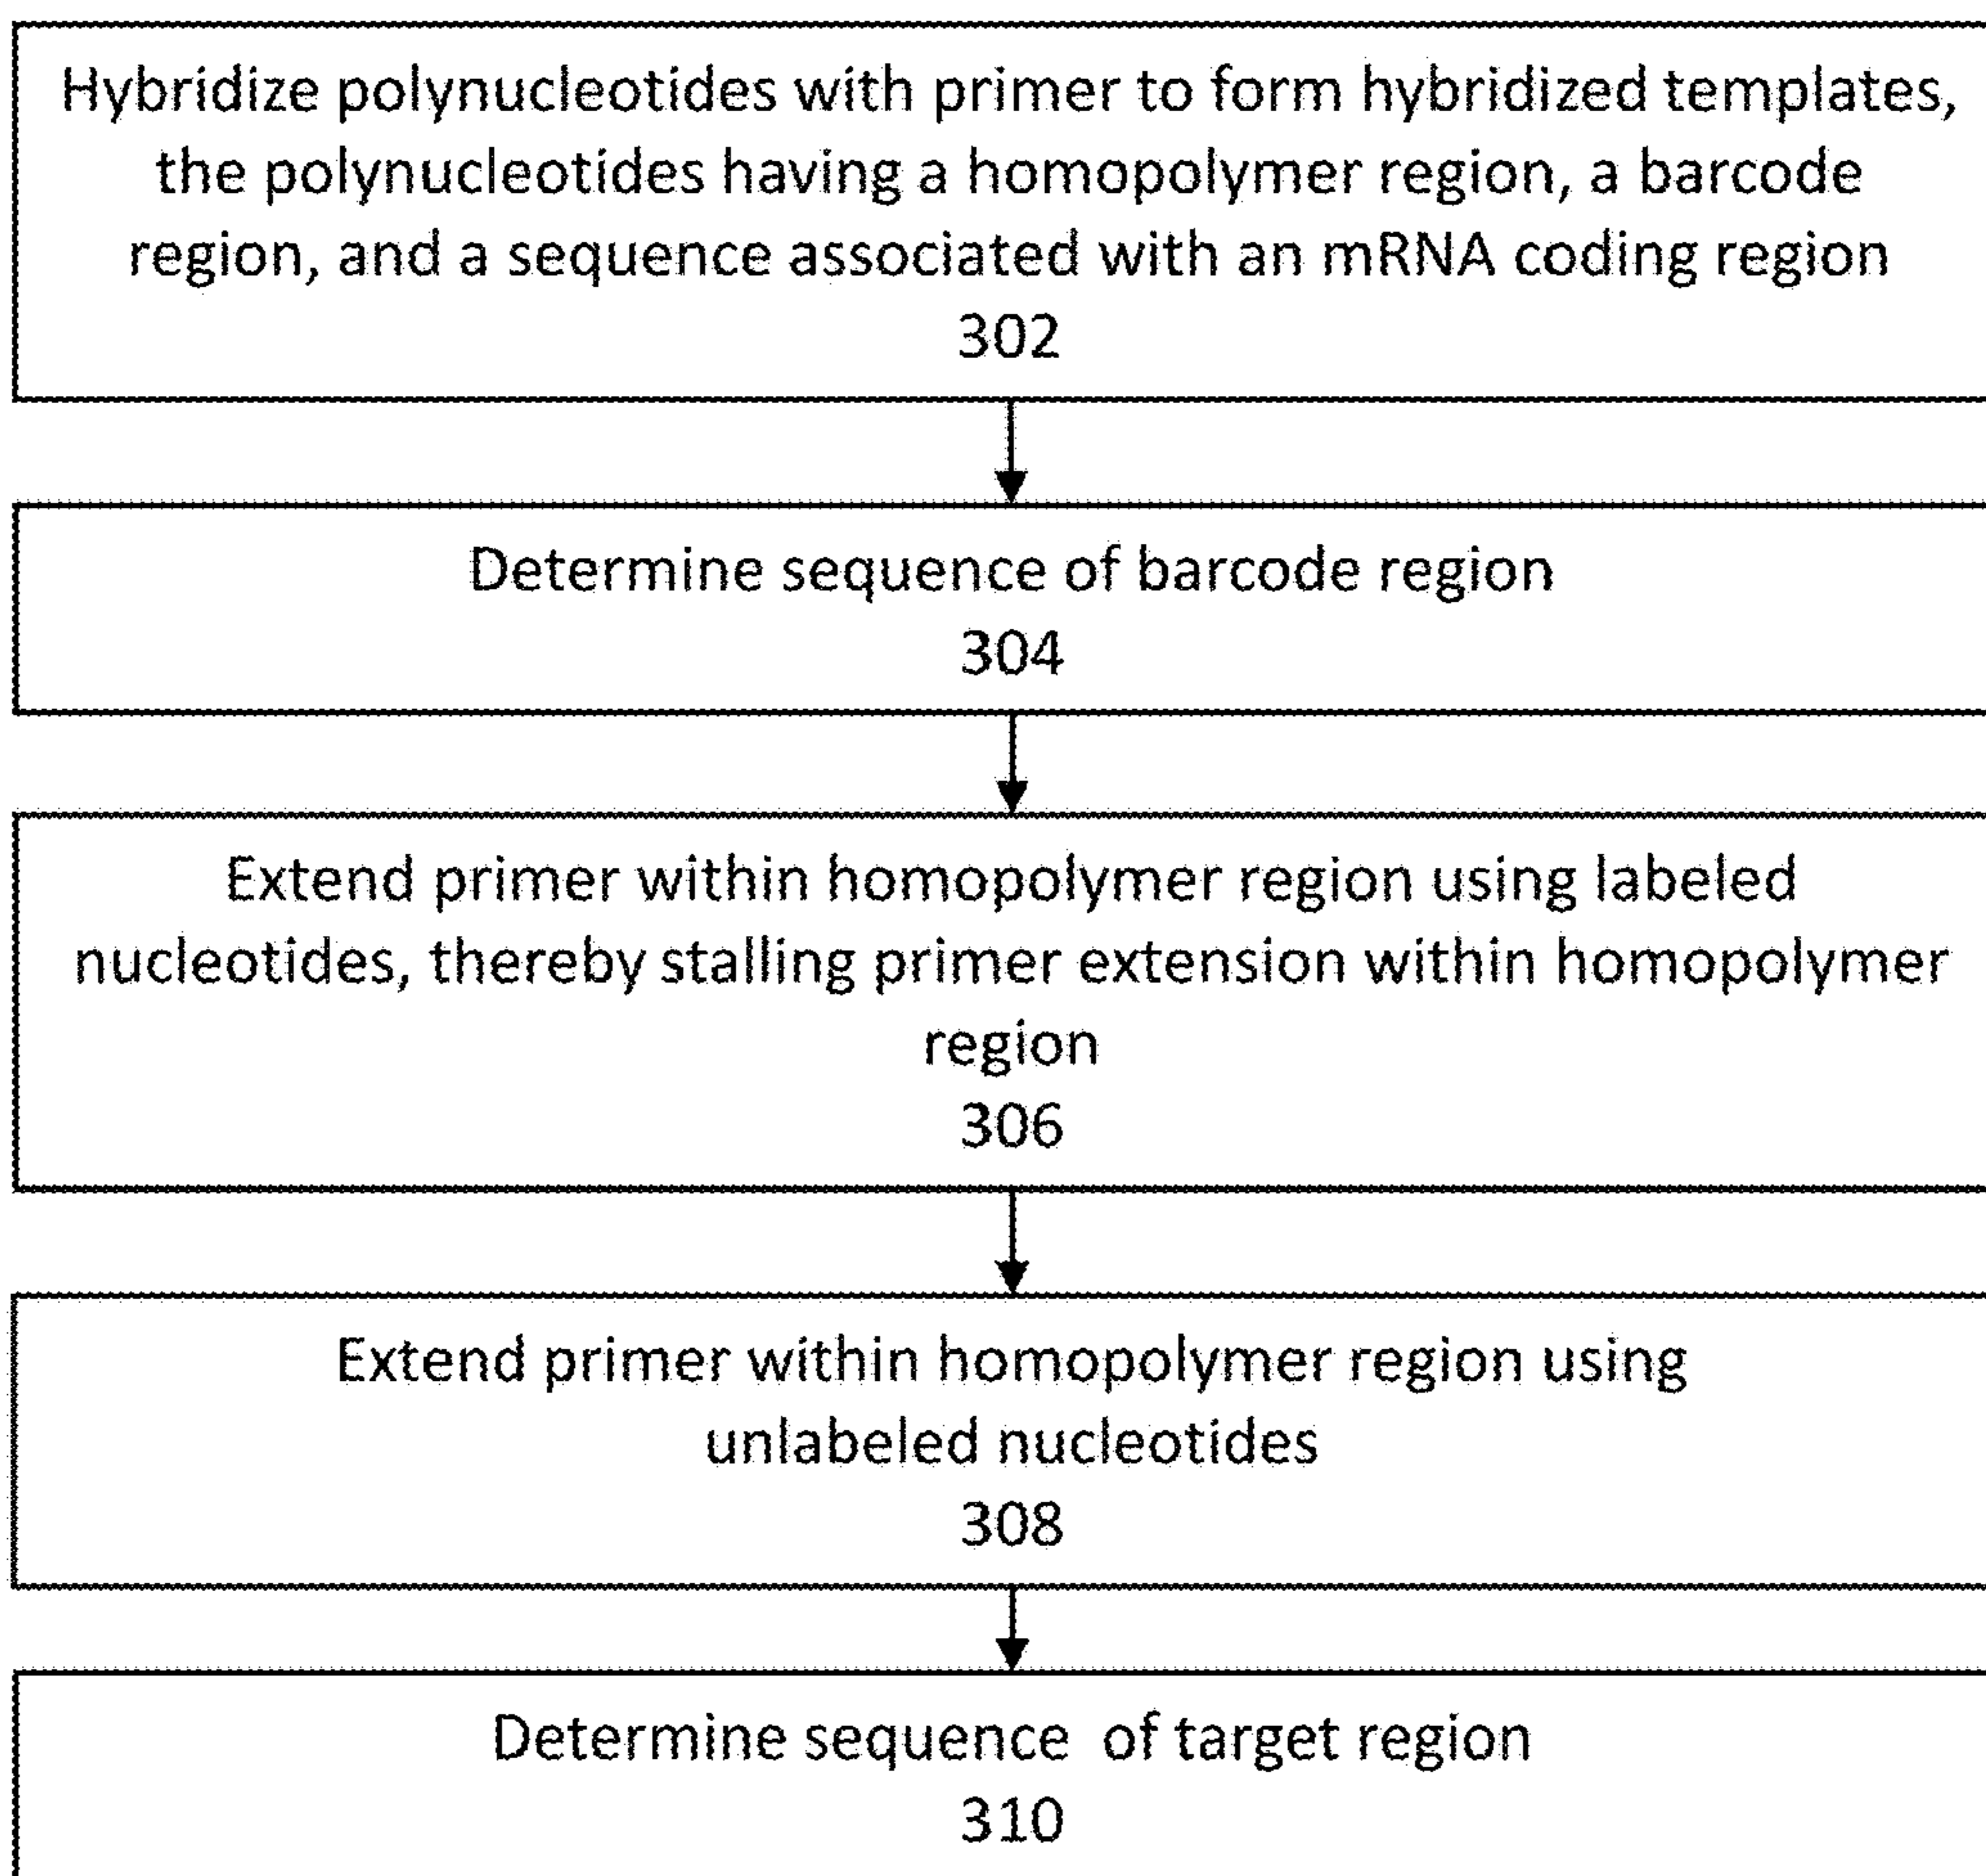 Hybridize polynucleotides with primer to form hybridized templates,
the polynucleotides having a homopolymer region, a barcode
region, and a sequence associated with an mRNA coding region
302
Determine sequence of barcode region
304
Extend primer within homopolymer region using labeled
nucleotides, thereby stalling primer extension within homopolymer
region
306
Extend primer within homopolymer region using
unlabeled nucleotides
308
Determine sequence of target region
310